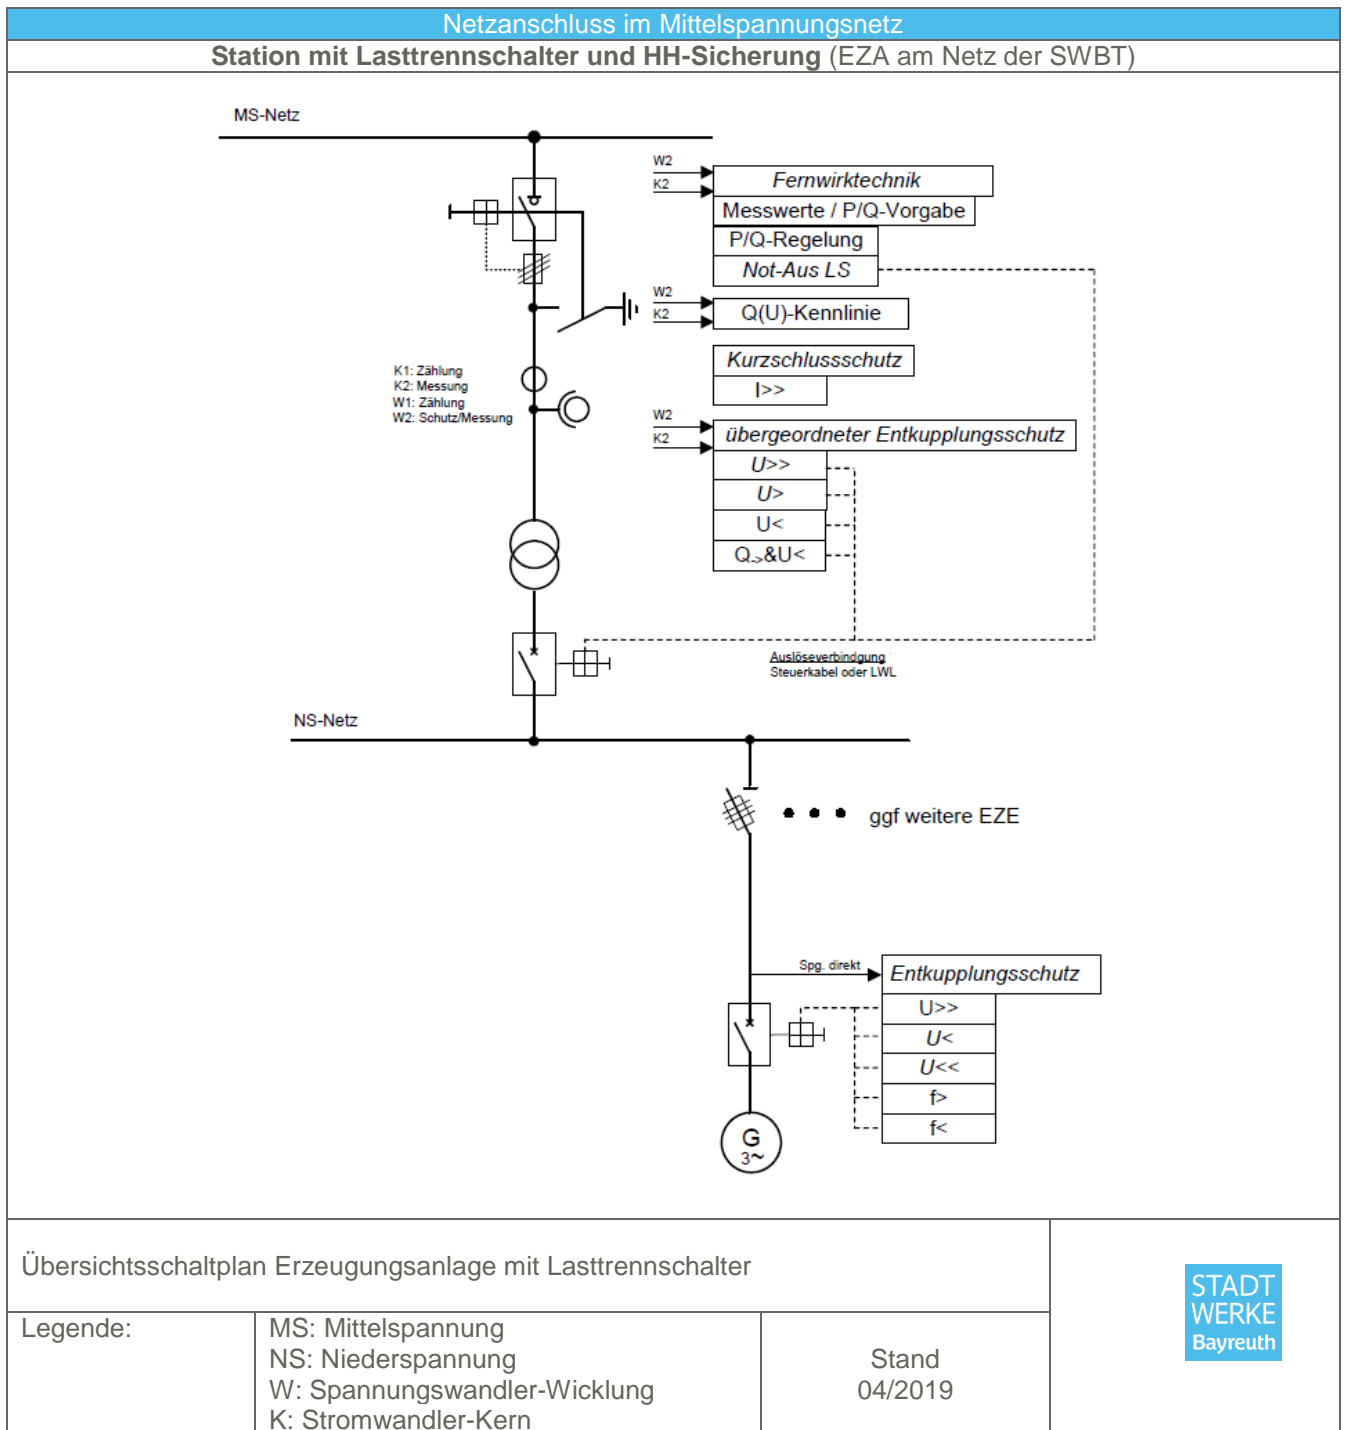 Netzanschluss im Mittelspannungsnetz
Station mit Lasttrennschalter und HH-Sicherung (EZA am Netz der SWBT)
MS-Netz
W2
K2
Fernwirktechnik
Messwerte / P/Q-Vorgabe
P/Q-Regelung
Not-Aus LS
W2
K2
Q(U)-Kennlinie
Kurzschlussschutz
I>>
K1: Zählung
K2: Messung
W1: Zählung
W2: Schutz/Messung
W2
K2
übergeordneter Entkupplungsschutz
U>>
U>
U<
Q->&U<
Auslöseverbindgung
Steuerkabel oder LWL
NS-Netz
ggf weitere EZE
Spg. direkt
Entkupplungsschutz
U>>
U<
U<<
f>
f<
G
3~
Übersichtsschaltplan Erzeugungsanlage mit Lasttrennschalter
Legende:
MS: Mittelspannung
NS: Niederspannung
W: Spannungswandler-Wicklung
K: Stromwandler-Kern
Stand
04/2019
STADT
WERKE
Bayreuth